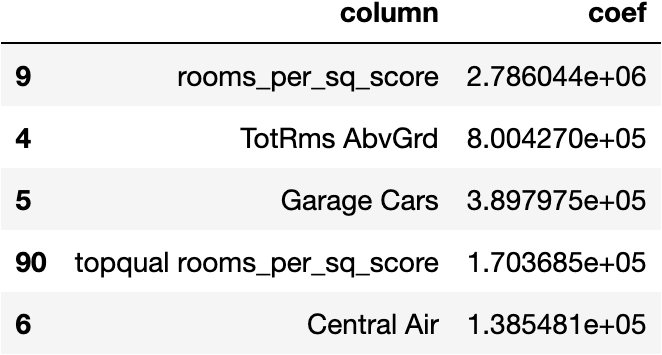 column coef
9 rooms_per_sq_score 2.786044e+06
4 TotRms AbvGrd 8.004270e+05
5 Garage Cars 3.897975e+05
90 topqual rooms_per_sq_score 1.703685e+05
6 Central Air 1.385481e+05